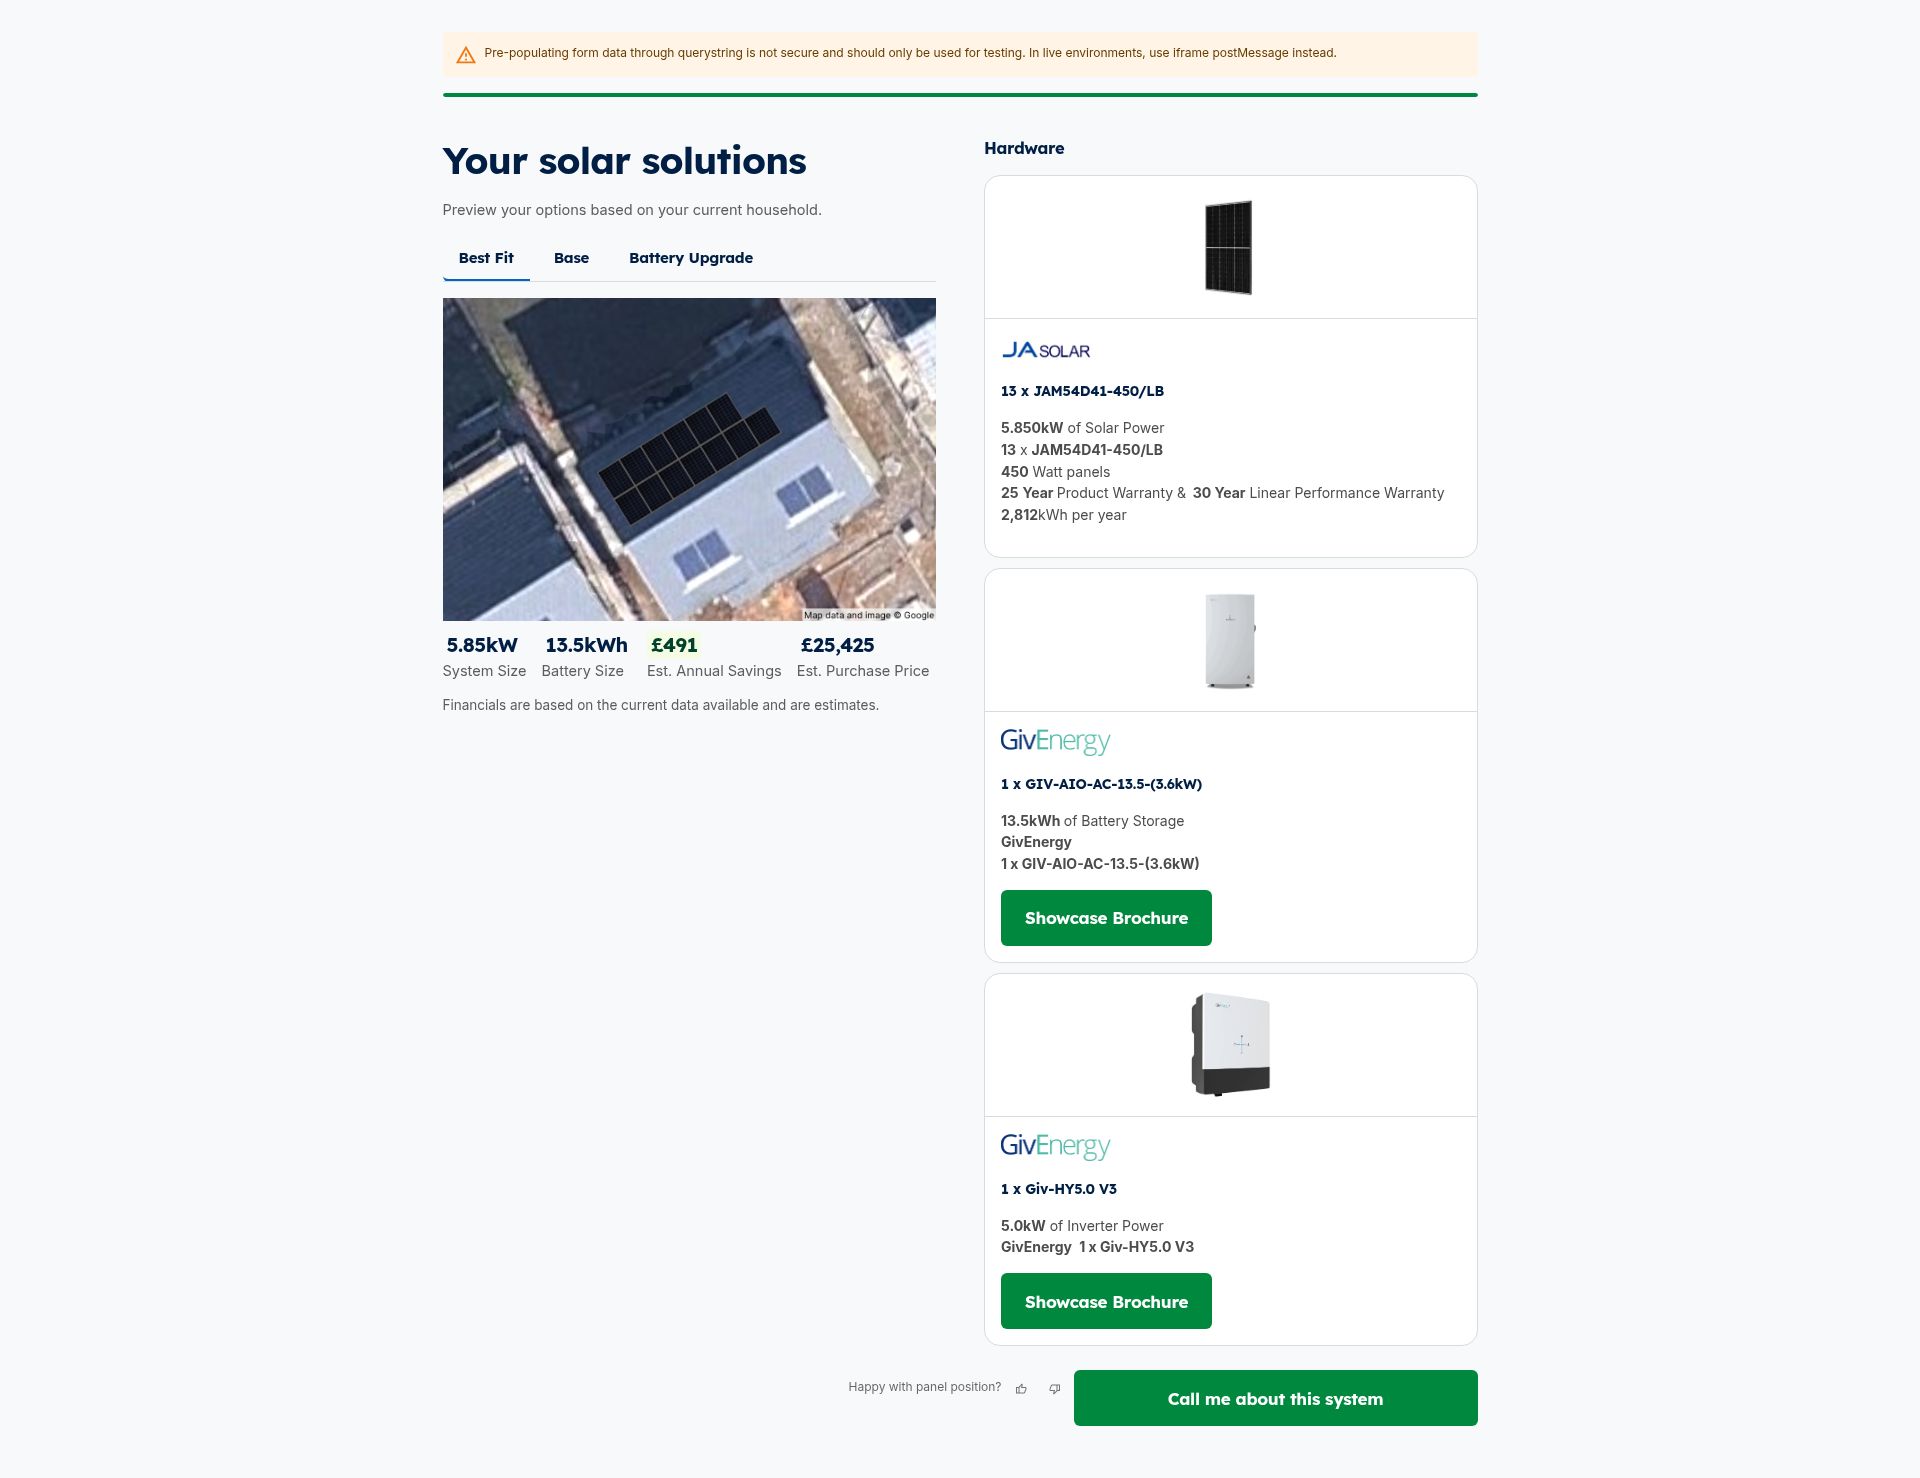 Pre-populating form data through querystring is not secure and should only be used for testing. In live environments, use iframe postMessage instead.
Your solar solutions
Preview your options based on your current household.
Best Fit
Base
Battery Upgrade
Map data and image © Google
5.85kW
System Size
13.5kWh
Battery Size
£491
Est. Annual Savings
£25,425
Est. Purchase Price
Financials are based on the current data available and are estimates.
Hardware
JA SOLAR
13 x JAM54D41-450/LB
5.850kW of Solar Power
13 x JAM54D41-450/LB
450 Watt panels
25 Year Product Warranty & 30 Year Linear Performance Warranty
2,812kWh per year
GivEnergy
1 x GIV-AIO-AC-13.5-(3.6kW)
13.5kWh of Battery Storage
GivEnergy
1 x GIV-AIO-AC-13.5-(3.6kW)
Showcase Brochure
GivEnergy
1 x Giv-HY5.0 V3
5.0kW of Inverter Power
GivEnergy 1 x Giv-HY5.0 V3
Showcase Brochure
Happy with panel position?
Call me about this system